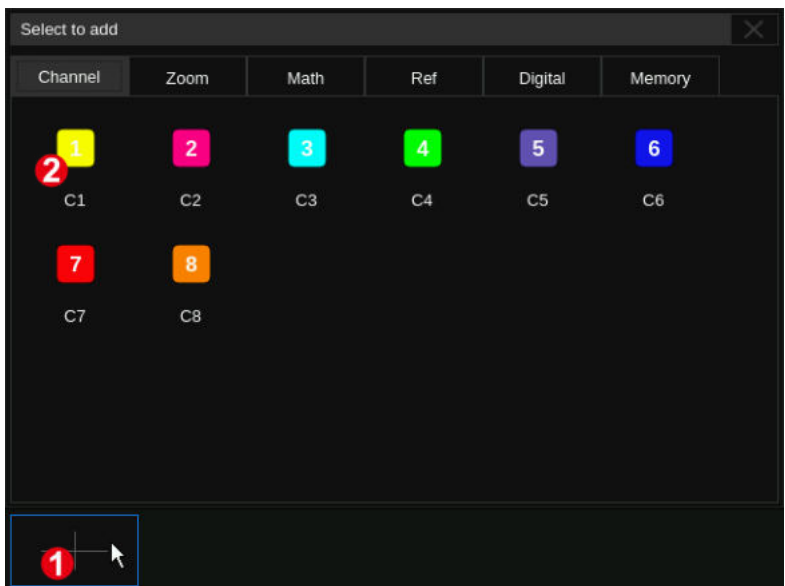 Select to add
Channel Zoom Math Ref Digital Memory
1 2 3 4 5 6
2
C1 C2 C3 C4 C5 C6
7 8
C7 C8
1